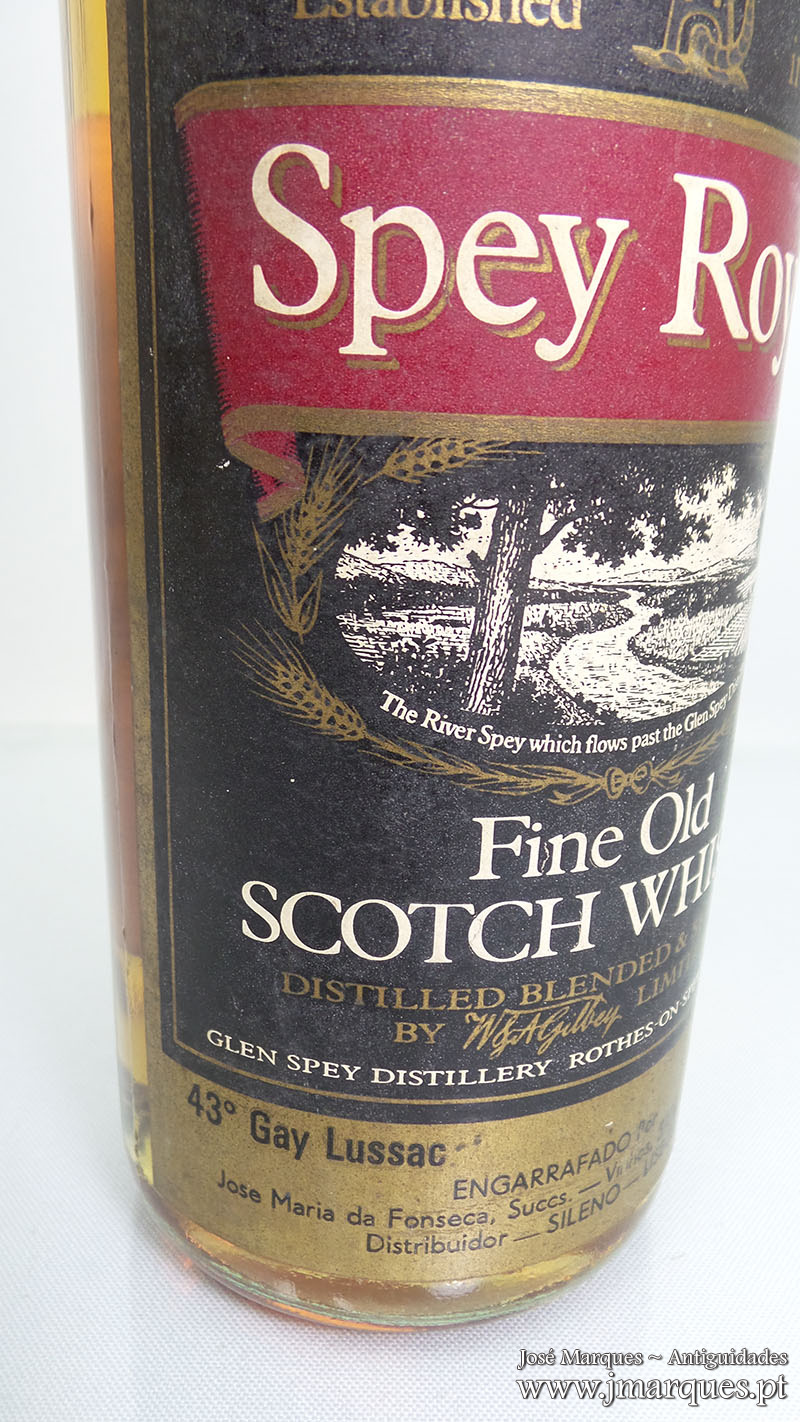 Established
Spey Roy
The River Spey which flows past the Glen Spey
Fine Old
SCOTCH WHIS
DISTILLED BLENDED &
BY W&A Gilbey LIMI
GLEN SPEY DISTILLERY ROTHES-ON-SP
43° Gay Lussac
ENGARRAFADO Por
Jose Maria da Fonseca, Succs. —
Distribuidor — SILENO —
José Marques ~ Antiguidades
www.jmarques.pt